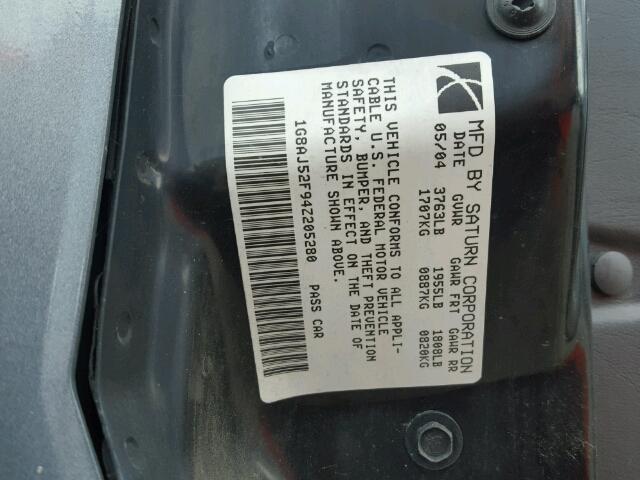 MFD BY SATURN CORPORATION
DATE GVWR GAWR FRT GAWR RR
05/04 3763LB 1955LB 1808LB
1707KG 0887KG 0820KG
THIS VEHICLE CONFORMS TO ALL APPLI-
CABLE U.S. FEDERAL MOTOR VEHICLE
SAFETY, BUMPER, AND THEFT PREVENTION
STANDARDS IN EFFECT ON THE DATE OF
MANUFACTURE SHOWN ABOVE.
1G8AJ52F94Z205280 PASS CAR